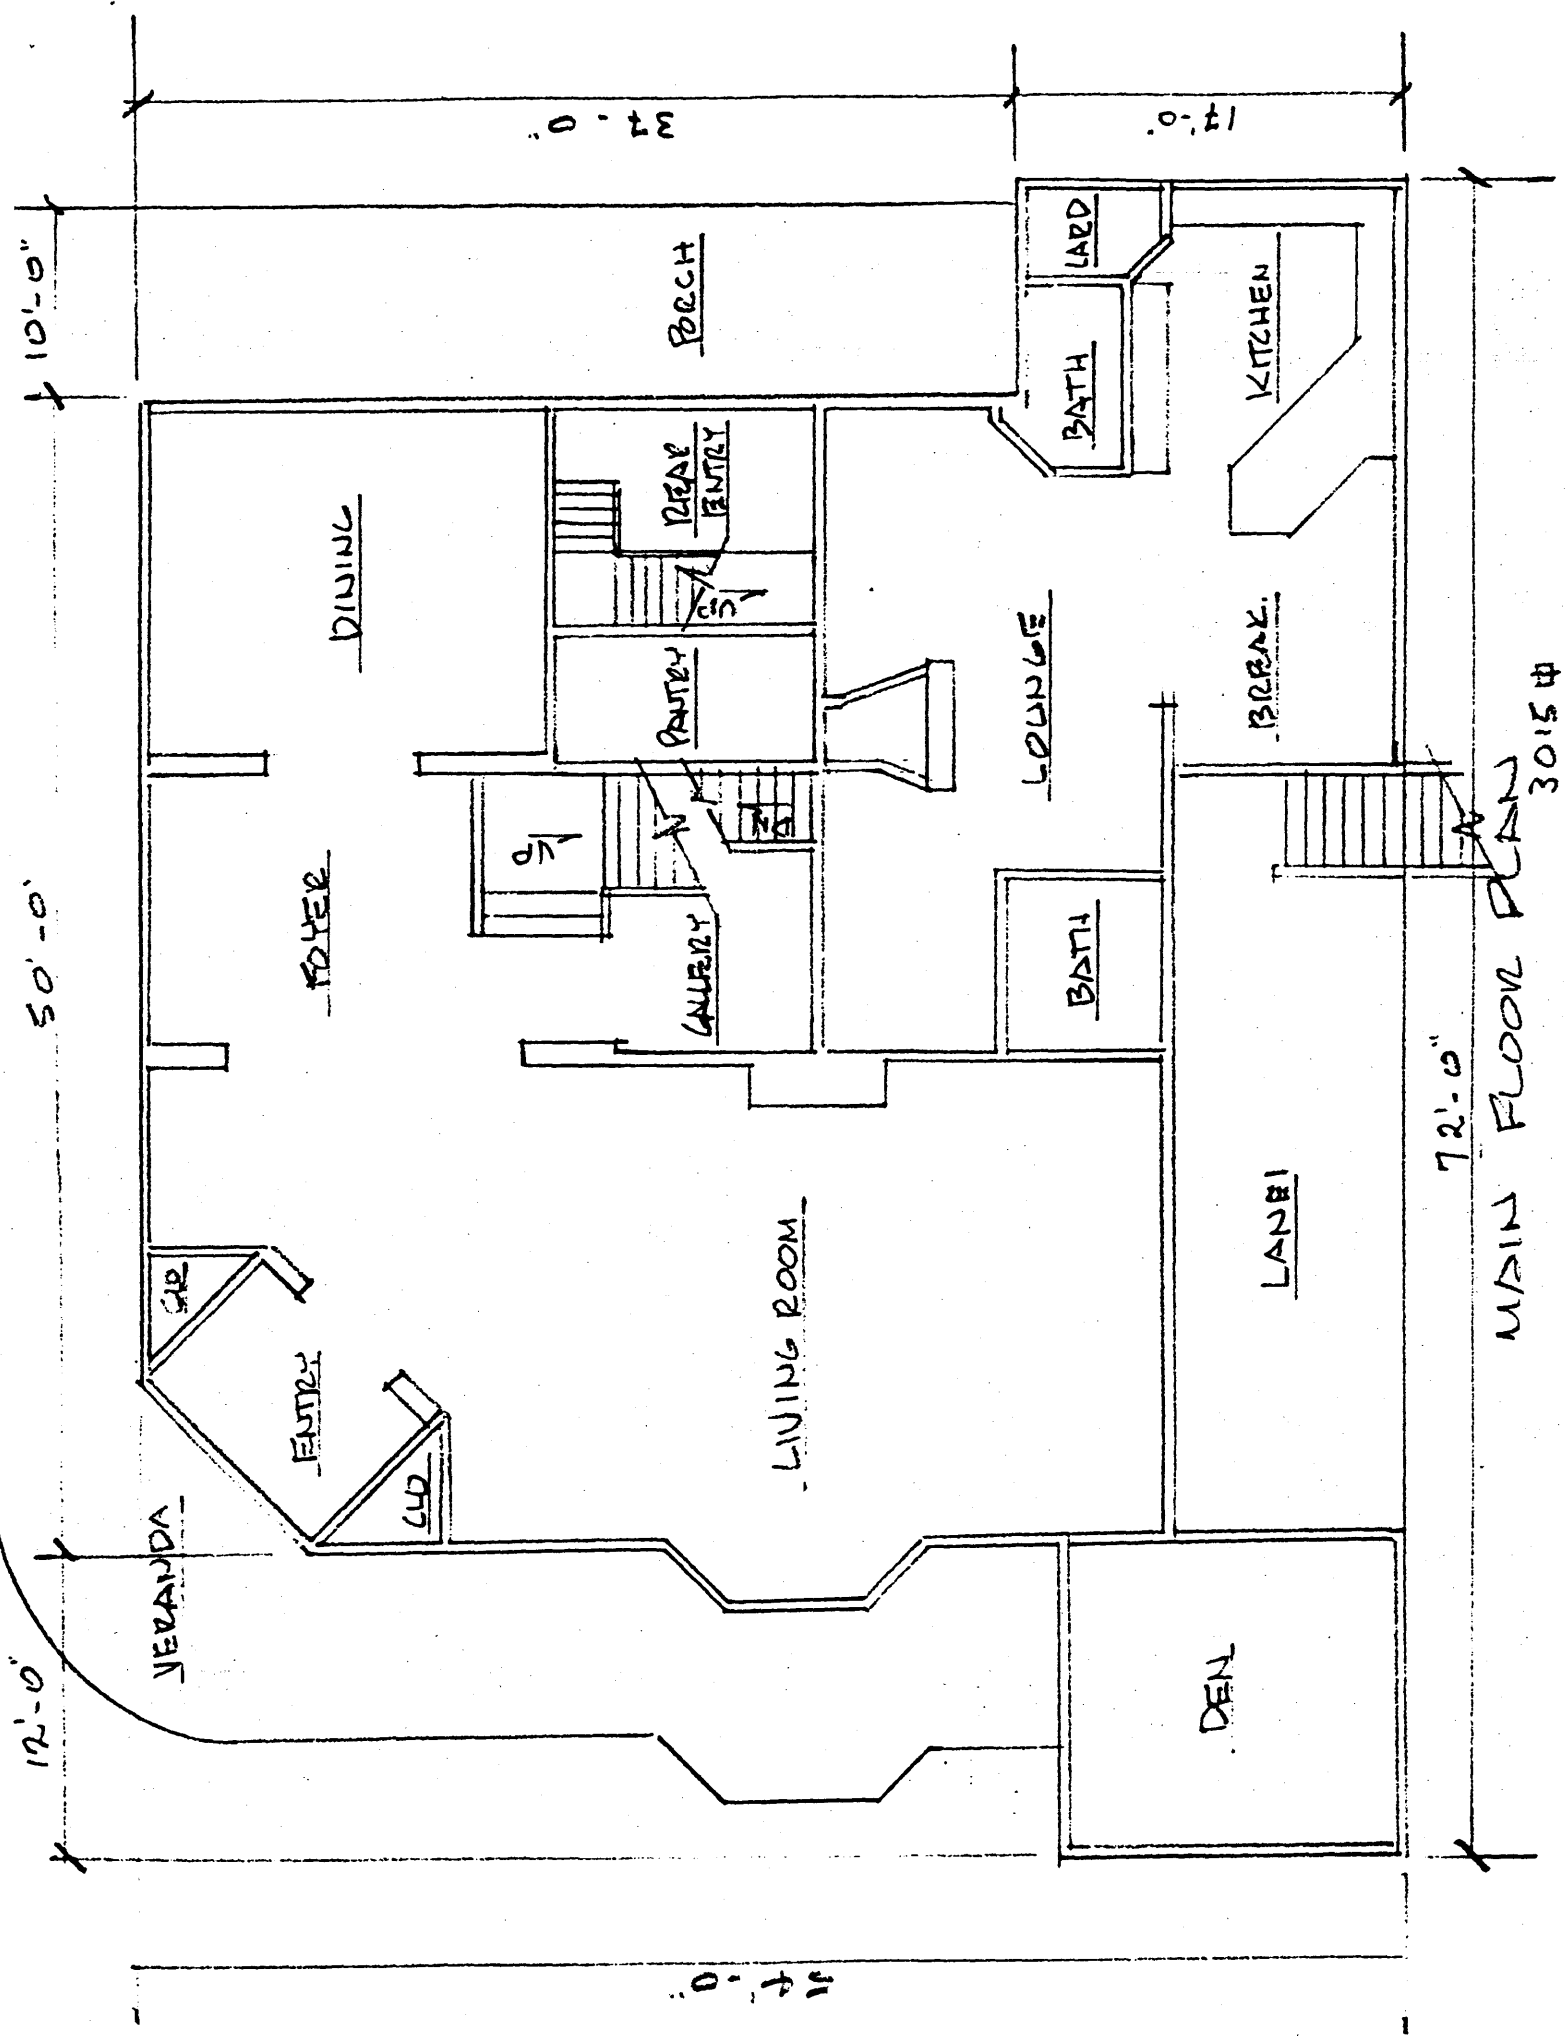 10'-0"
50'-0"
12'-0"
37-0"
17'-0"
54'-0"
72'-0"
PORCH
LARD
BATH
KITCHEN
DINING
REAR
ENTRY
UP
PANTRY
LOUNGE
BREAK.
FOYER
UP
DN
GALLERY
BATH
LANAI
CLO
ENTRY
CLO
LIVING ROOM
VERANDA
DEN
MAIN FLOOR PLAN
3015